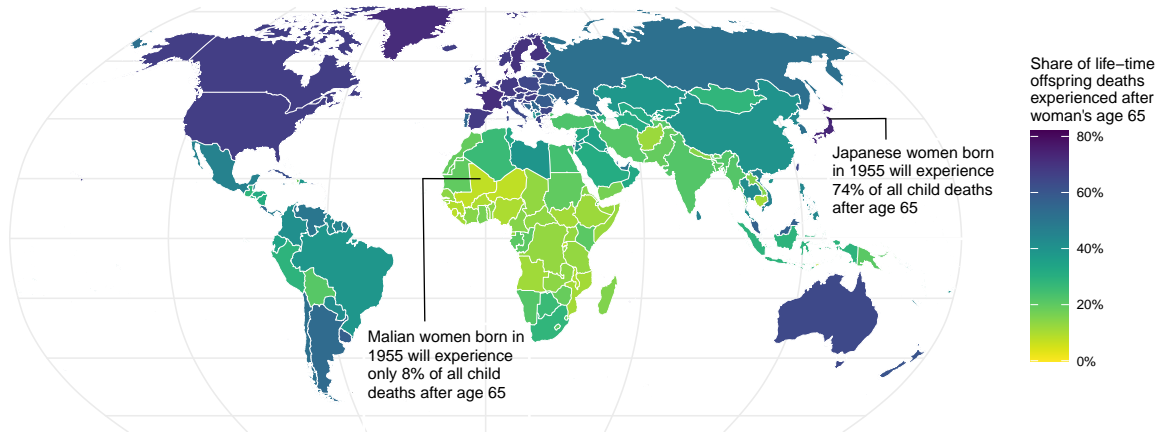 Share of life−time
offspring deaths
experienced after
woman's age 65
80%
60%
40%
20%
0%
Japanese women born
in 1955 will experience
74% of all child deaths
after age 65
Malian women born in
1955 will experience
only 8% of all child
deaths after age 65